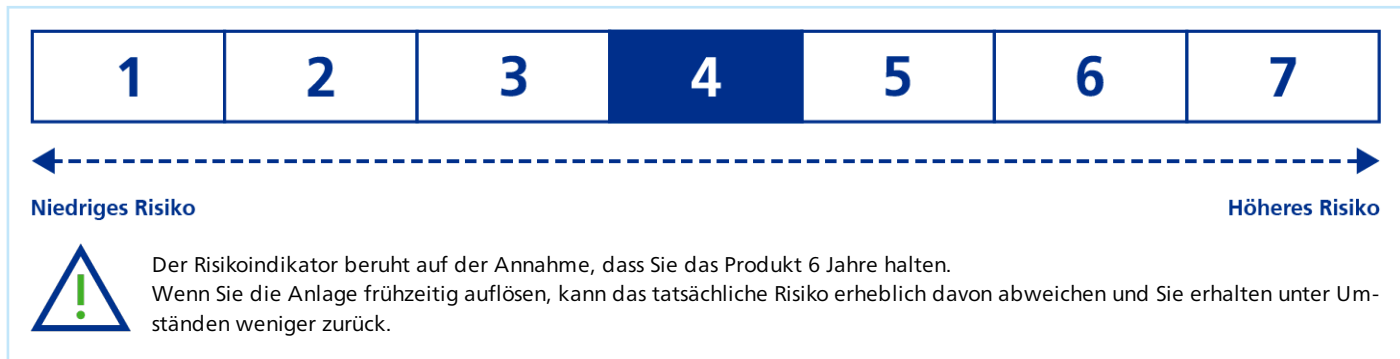 1 2 3 4 5 6 7
Niedriges Risiko Höheres Risiko
Der Risikoindikator beruht auf der Annahme, dass Sie das Produkt 6 Jahre halten.
Wenn Sie die Anlage frühzeitig auflösen, kann das tatsächliche Risiko erheblich davon abweichen und Sie erhalten unter Um-
ständen weniger zurück.